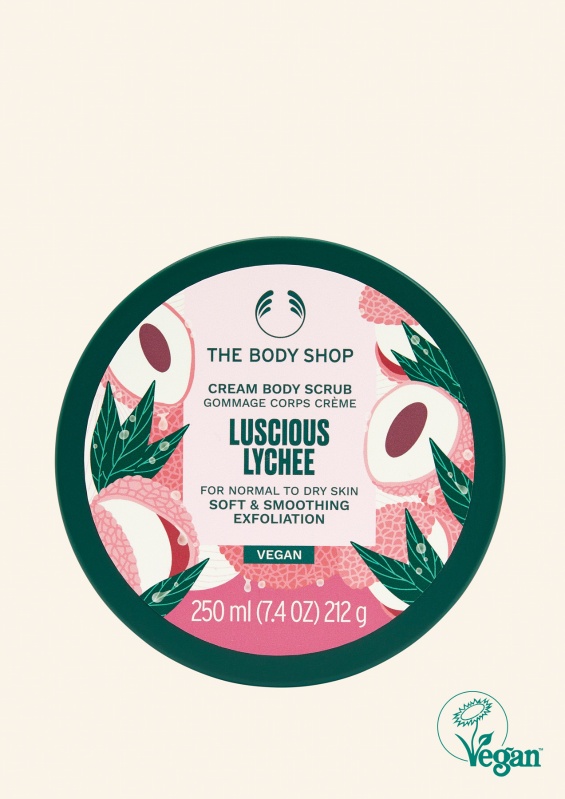 THE BODY SHOP
CREAM BODY SCRUB
GOMMAGE CORPS CRÈME
LUSCIOUS
LYCHEE
FOR NORMAL TO DRY SKIN
SOFT & SMOOTHING
EXFOLIATION
VEGAN
250 ml (7.4 OZ) 212 g
Vegan™